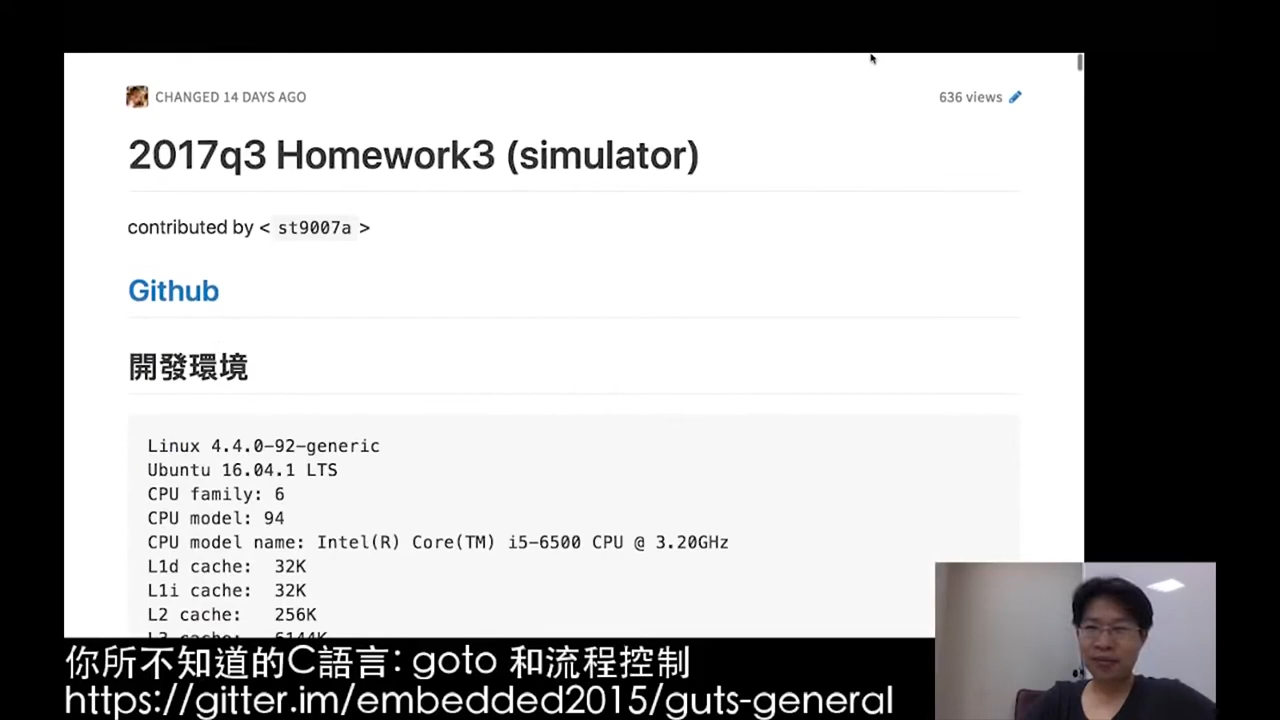 CHANGED 14 DAYS AGO
636 views
2017q3 Homework3 (simulator)
contributed by < st9007a >
Github
開發環境
Linux 4.4.0-92-generic
Ubuntu 16.04.1 LTS
CPU family: 6
CPU model: 94
CPU model name: Intel(R) Core(TM) i5-6500 CPU @ 3.20GHz
L1d cache: 32K
L1i cache: 32K
L2 cache: 256K
L3 cache: 6144K
你所不知道的C語言: goto 和流程控制
https://gitter.im/embedded2015/guts-general